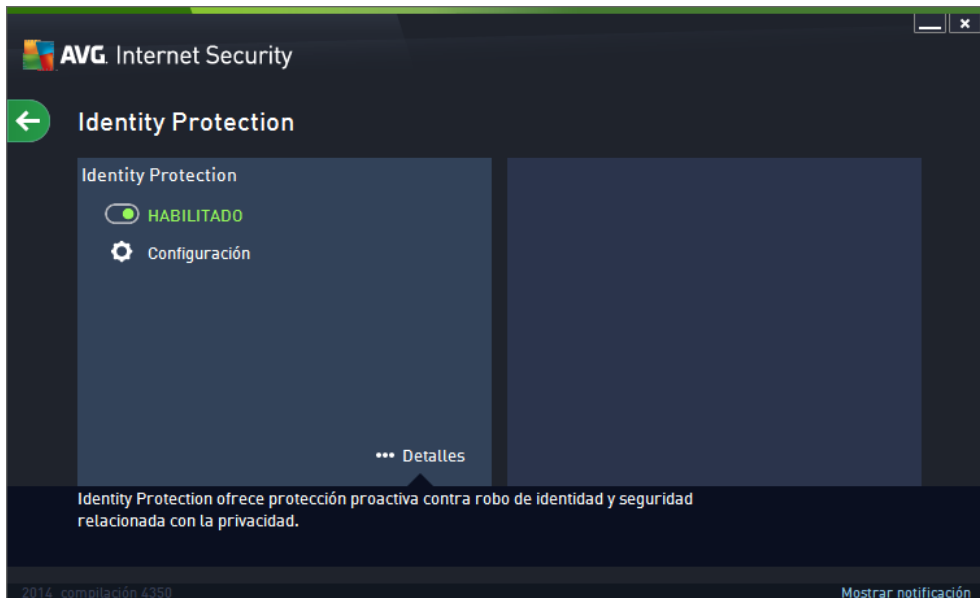 AVG. Internet Security
Identity Protection
Identity Protection
HABILITADO
Configuración
••• Detalles
Identity Protection ofrece protección proactiva contra robo de identidad y seguridad
relacionada con la privacidad.
2014 compilación 4350
Mostrar notificación